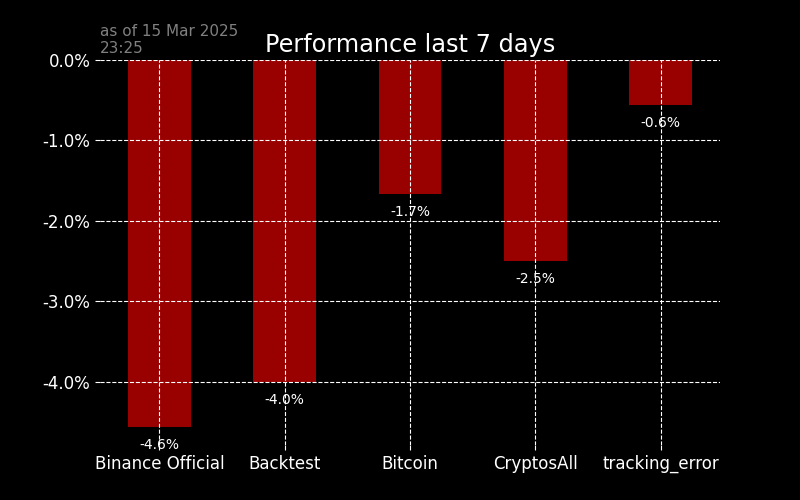 as of 15 Mar 2025
23:25
Performance last 7 days
0.0%
-1.0%
-2.0%
-3.0%
-4.0%
-4.6%
-4.0%
-1.7%
-2.5%
-0.6%
Binance Official
Backtest
Bitcoin
CryptosAll
tracking_error